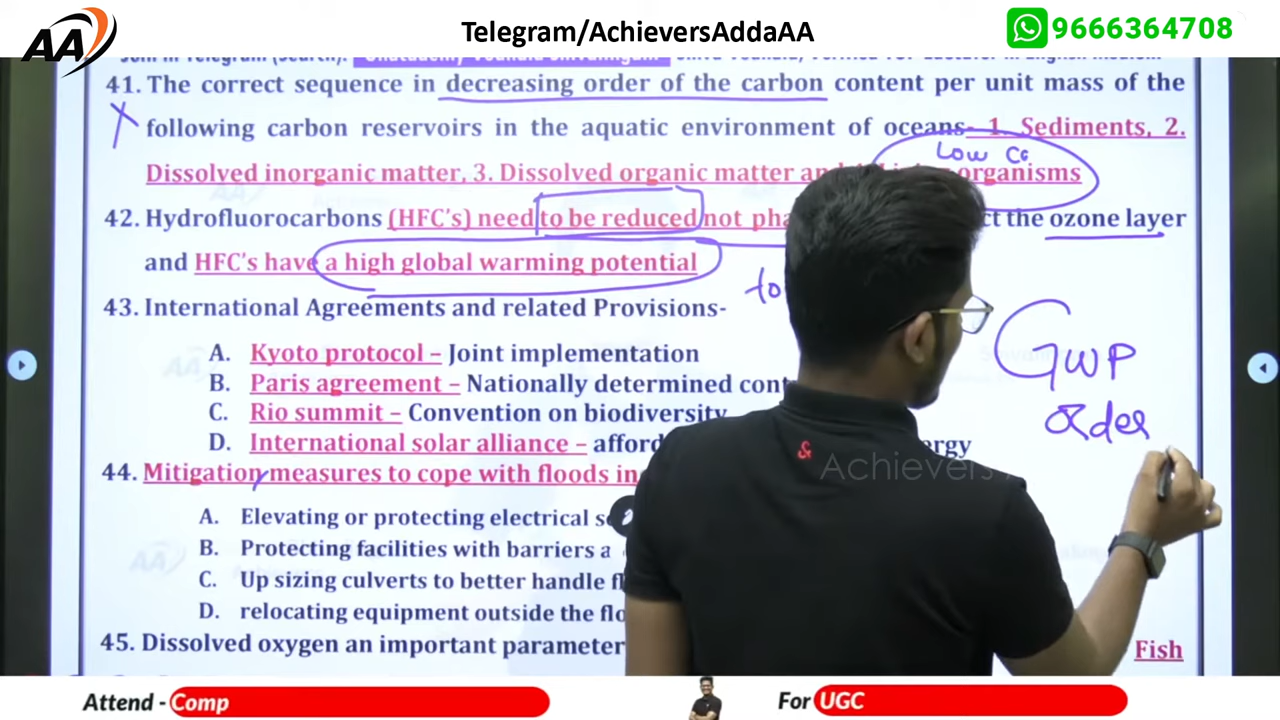 AA
Telegram/AchieversAddaAA
9666364708
41. The correct sequence in decreasing order of the carbon content per unit mass of the
following carbon reservoirs in the aquatic environment of oceans- 1. Sediments, 2.
Low
Dissolved inorganic matter, 3. Dissolved organic matter organisms
42. Hydrofluorocarbons (HFC's) need to be reduced not the ozone layer
and HFC's have a high global warming potential
to
43. International Agreements and related Provisions-
GWP
A. Kyoto protocol – Joint implementation
B. Paris agreement – Nationally determined
C. Rio summit – Convention on biodiversity
D. International solar alliance –
Achievers
44. Mitigation measures to cope with floods
A. Elevating or protecting electrical
B. Protecting facilities with barriers
C. Up sizing culverts to better handle
D. relocating equipment outside the
45. Dissolved oxygen an important parameter Fish
Attend - Comp
For UGC